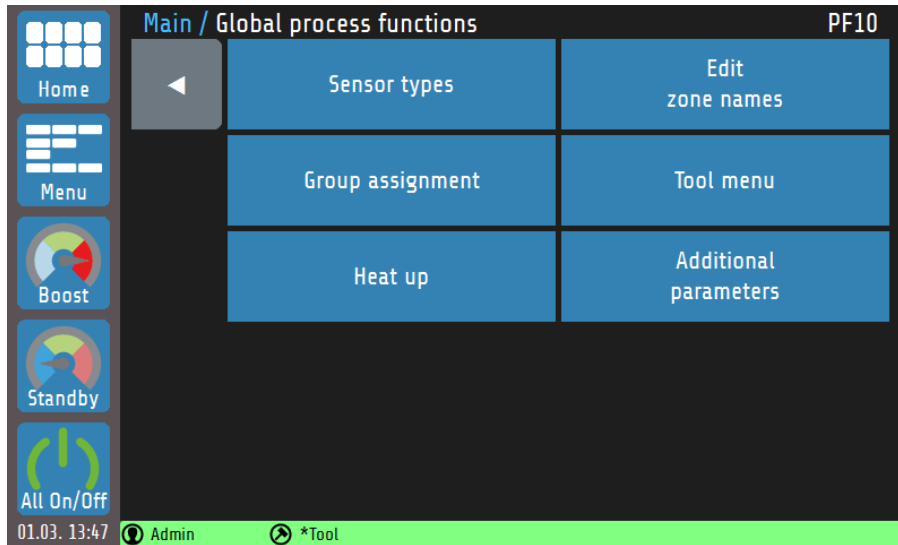 Main / Global process functions
PF10
Home
Sensor types
Edit
zone names
Menu
Group assignment
Tool menu
Boost
Heat up
Additional
parameters
Standby
All On/Off
01.03. 13:47
Admin
*Tool